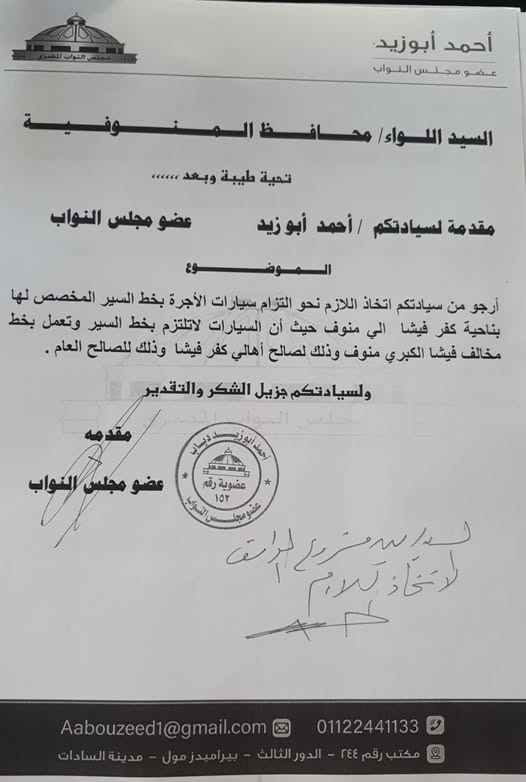 أحمد أبوزيد
عضو مجلس النواب
مجلس النواب المصرى
السيد اللواء/ محافظ المنوفية
تحية طيبة وبعد ،،،،،،
مقدمة لسيادتكم / أحمد أبو زيد عضو مجلس النواب
الموضوع
أرجو من سيادتكم اتخاذ اللازم نحو التزام سيارات الأجرة بخط السير المخصص لها
بناحية كفر فيشا الي منوف حيث أن السيارات لاتلتزم بخط السير وتعمل بخط
مخالف فيشا الكبري منوف وذلك لصالح أهالي كفر فيشا وذلك للصالح العام .
ولسيادتكم جزيل الشكر والتقدير
مقدمه
عضو مجلس النواب
أحمد أبوزيد دياب
عضوية رقم
١٥٢
عضو مجلس النواب
مشروع المواقف
لاتخاذ اللازم
01122441133 Aabouzeed1@gmail.com
مكتب رقم ٢٤٤ - الدور الثالث - بيراميدز مول - مدينة السادات